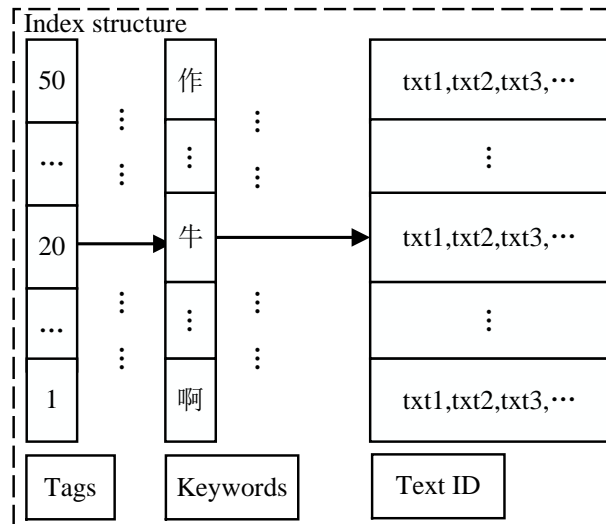 Index structure
50 作 txt1,txt2,txt3,⋯
... ⋮ ⋮
20 牛 txt1,txt2,txt3,⋯
... ⋮ ⋮
1 啊 txt1,txt2,txt3,⋯
Tags Keywords Text ID